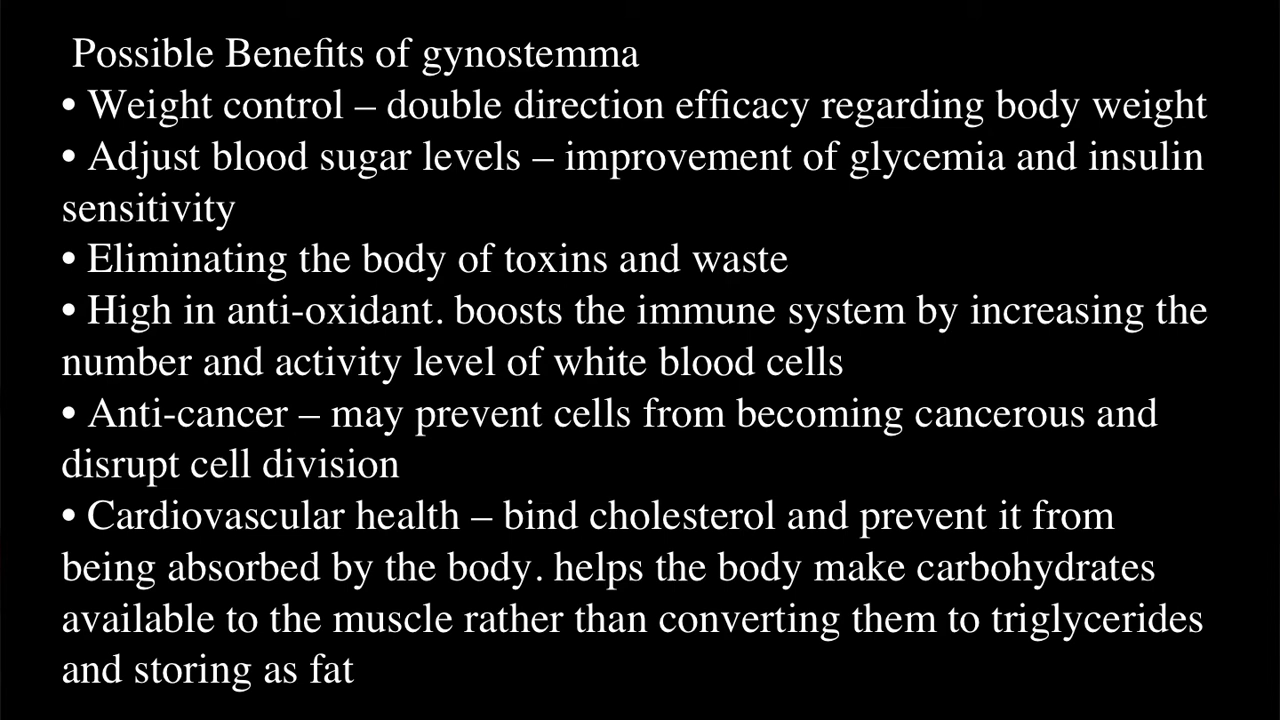 Possible Benefits of gynostemma
• Weight control – double direction efficacy regarding body weight
• Adjust blood sugar levels – improvement of glycemia and insulin
sensitivity
• Eliminating the body of toxins and waste
• High in anti-oxidant. boosts the immune system by increasing the
number and activity level of white blood cells
• Anti-cancer – may prevent cells from becoming cancerous and
disrupt cell division
• Cardiovascular health – bind cholesterol and prevent it from
being absorbed by the body. helps the body make carbohydrates
available to the muscle rather than converting them to triglycerides
and storing as fat